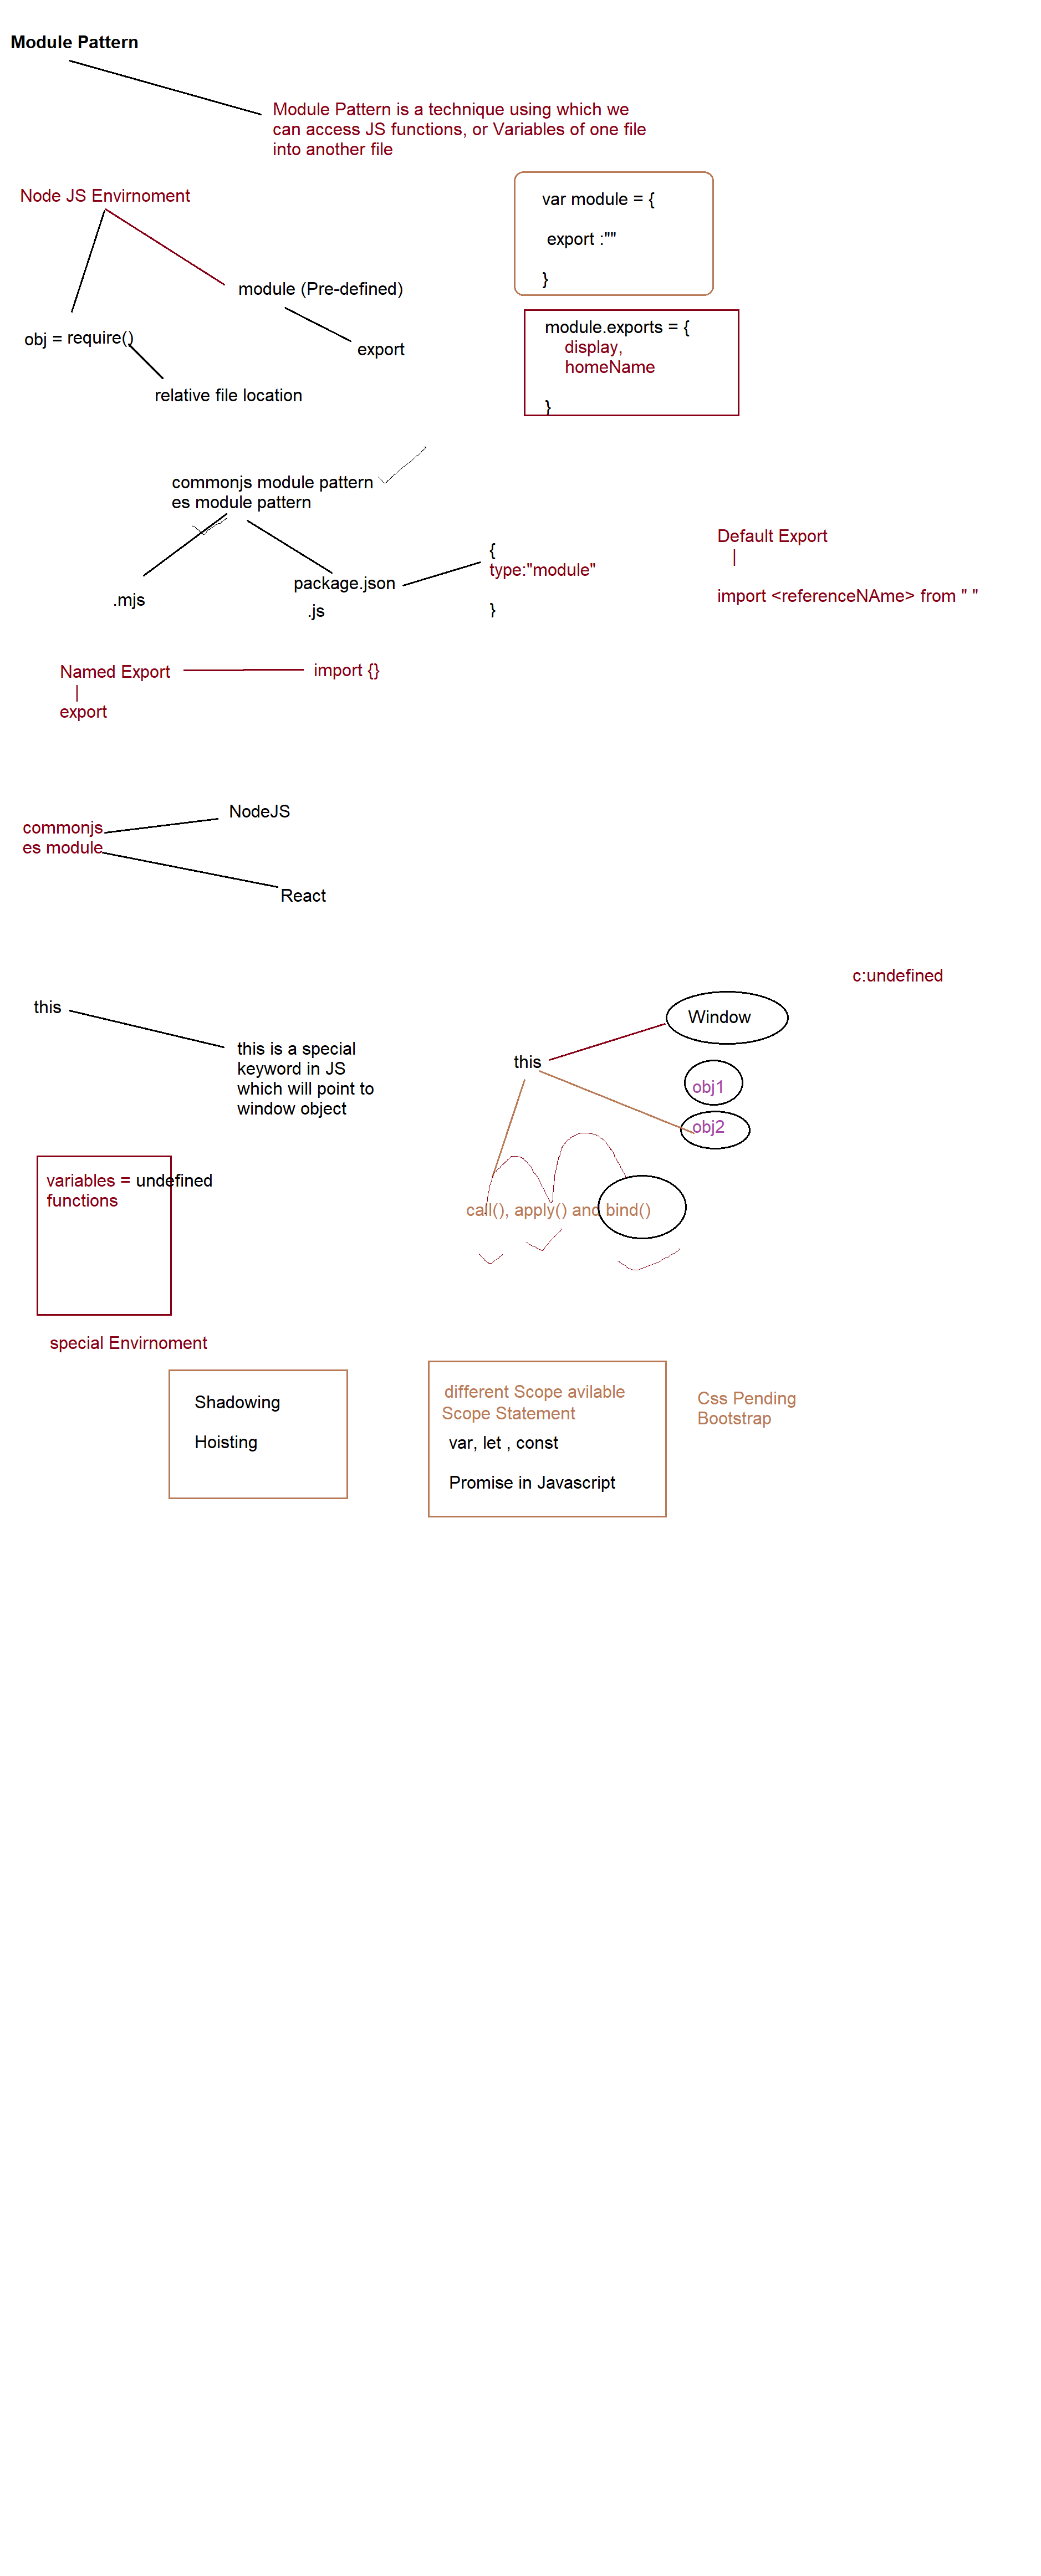 Module Pattern
Module Pattern is a technique using which we
can access JS functions, or Variables of one file
into another file
Node JS Envirnoment
var module = {
export :""
}
module (Pre-defined)
obj = require()
export
relative file location
module.exports = {
display,
homeName
}
commonjs module pattern
es module pattern
.mjs
package.json
.js
{
type:"module"
}
Default Export
|
import <referenceNAme> from " "
Named Export
import {}
|
export
commonjs
es module
NodeJS
React
c:undefined
this
this is a special
keyword in JS
which will point to
window object
this
Window
obj1
obj2
call(), apply() and bind()
variables = undefined
functions
special Envirnoment
Shadowing
Hoisting
different Scope avilable
Scope Statement
var, let , const
Promise in Javascript
Css Pending
Bootstrap